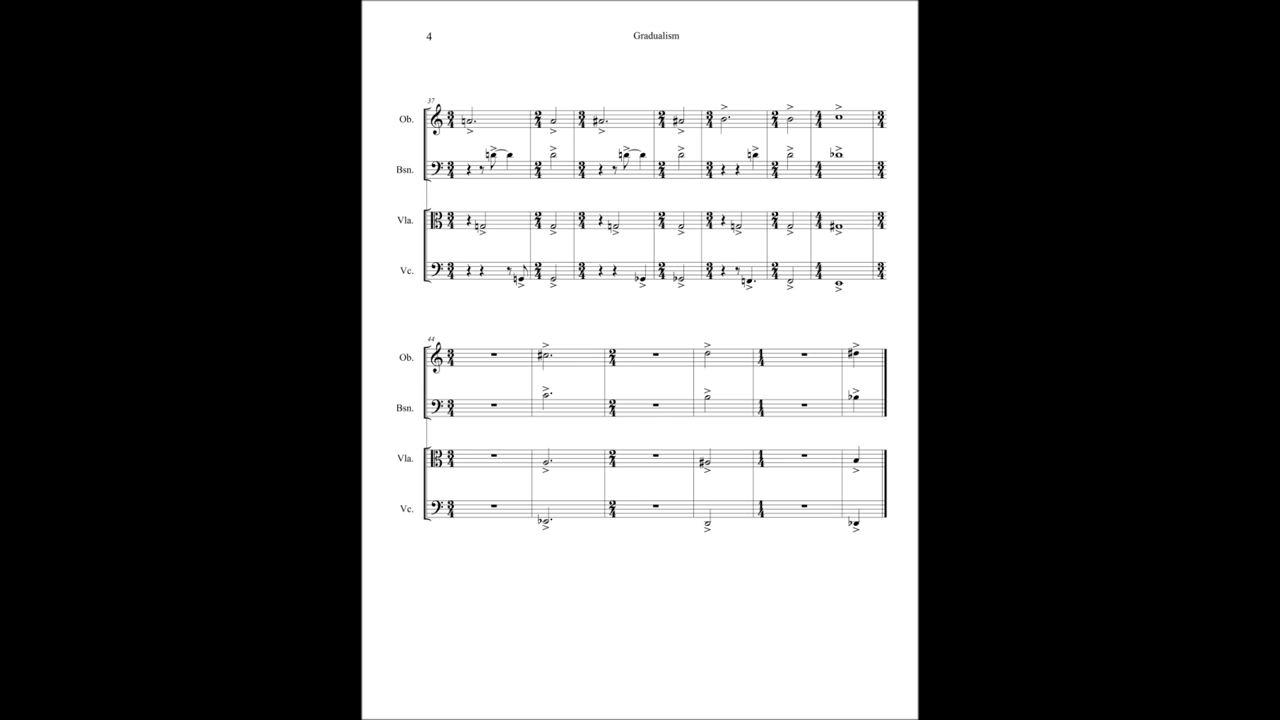 4
Gradualism
37
Ob.
Bsn.
Vla.
Vc.
44
Ob.
Bsn.
Vla.
Vc.